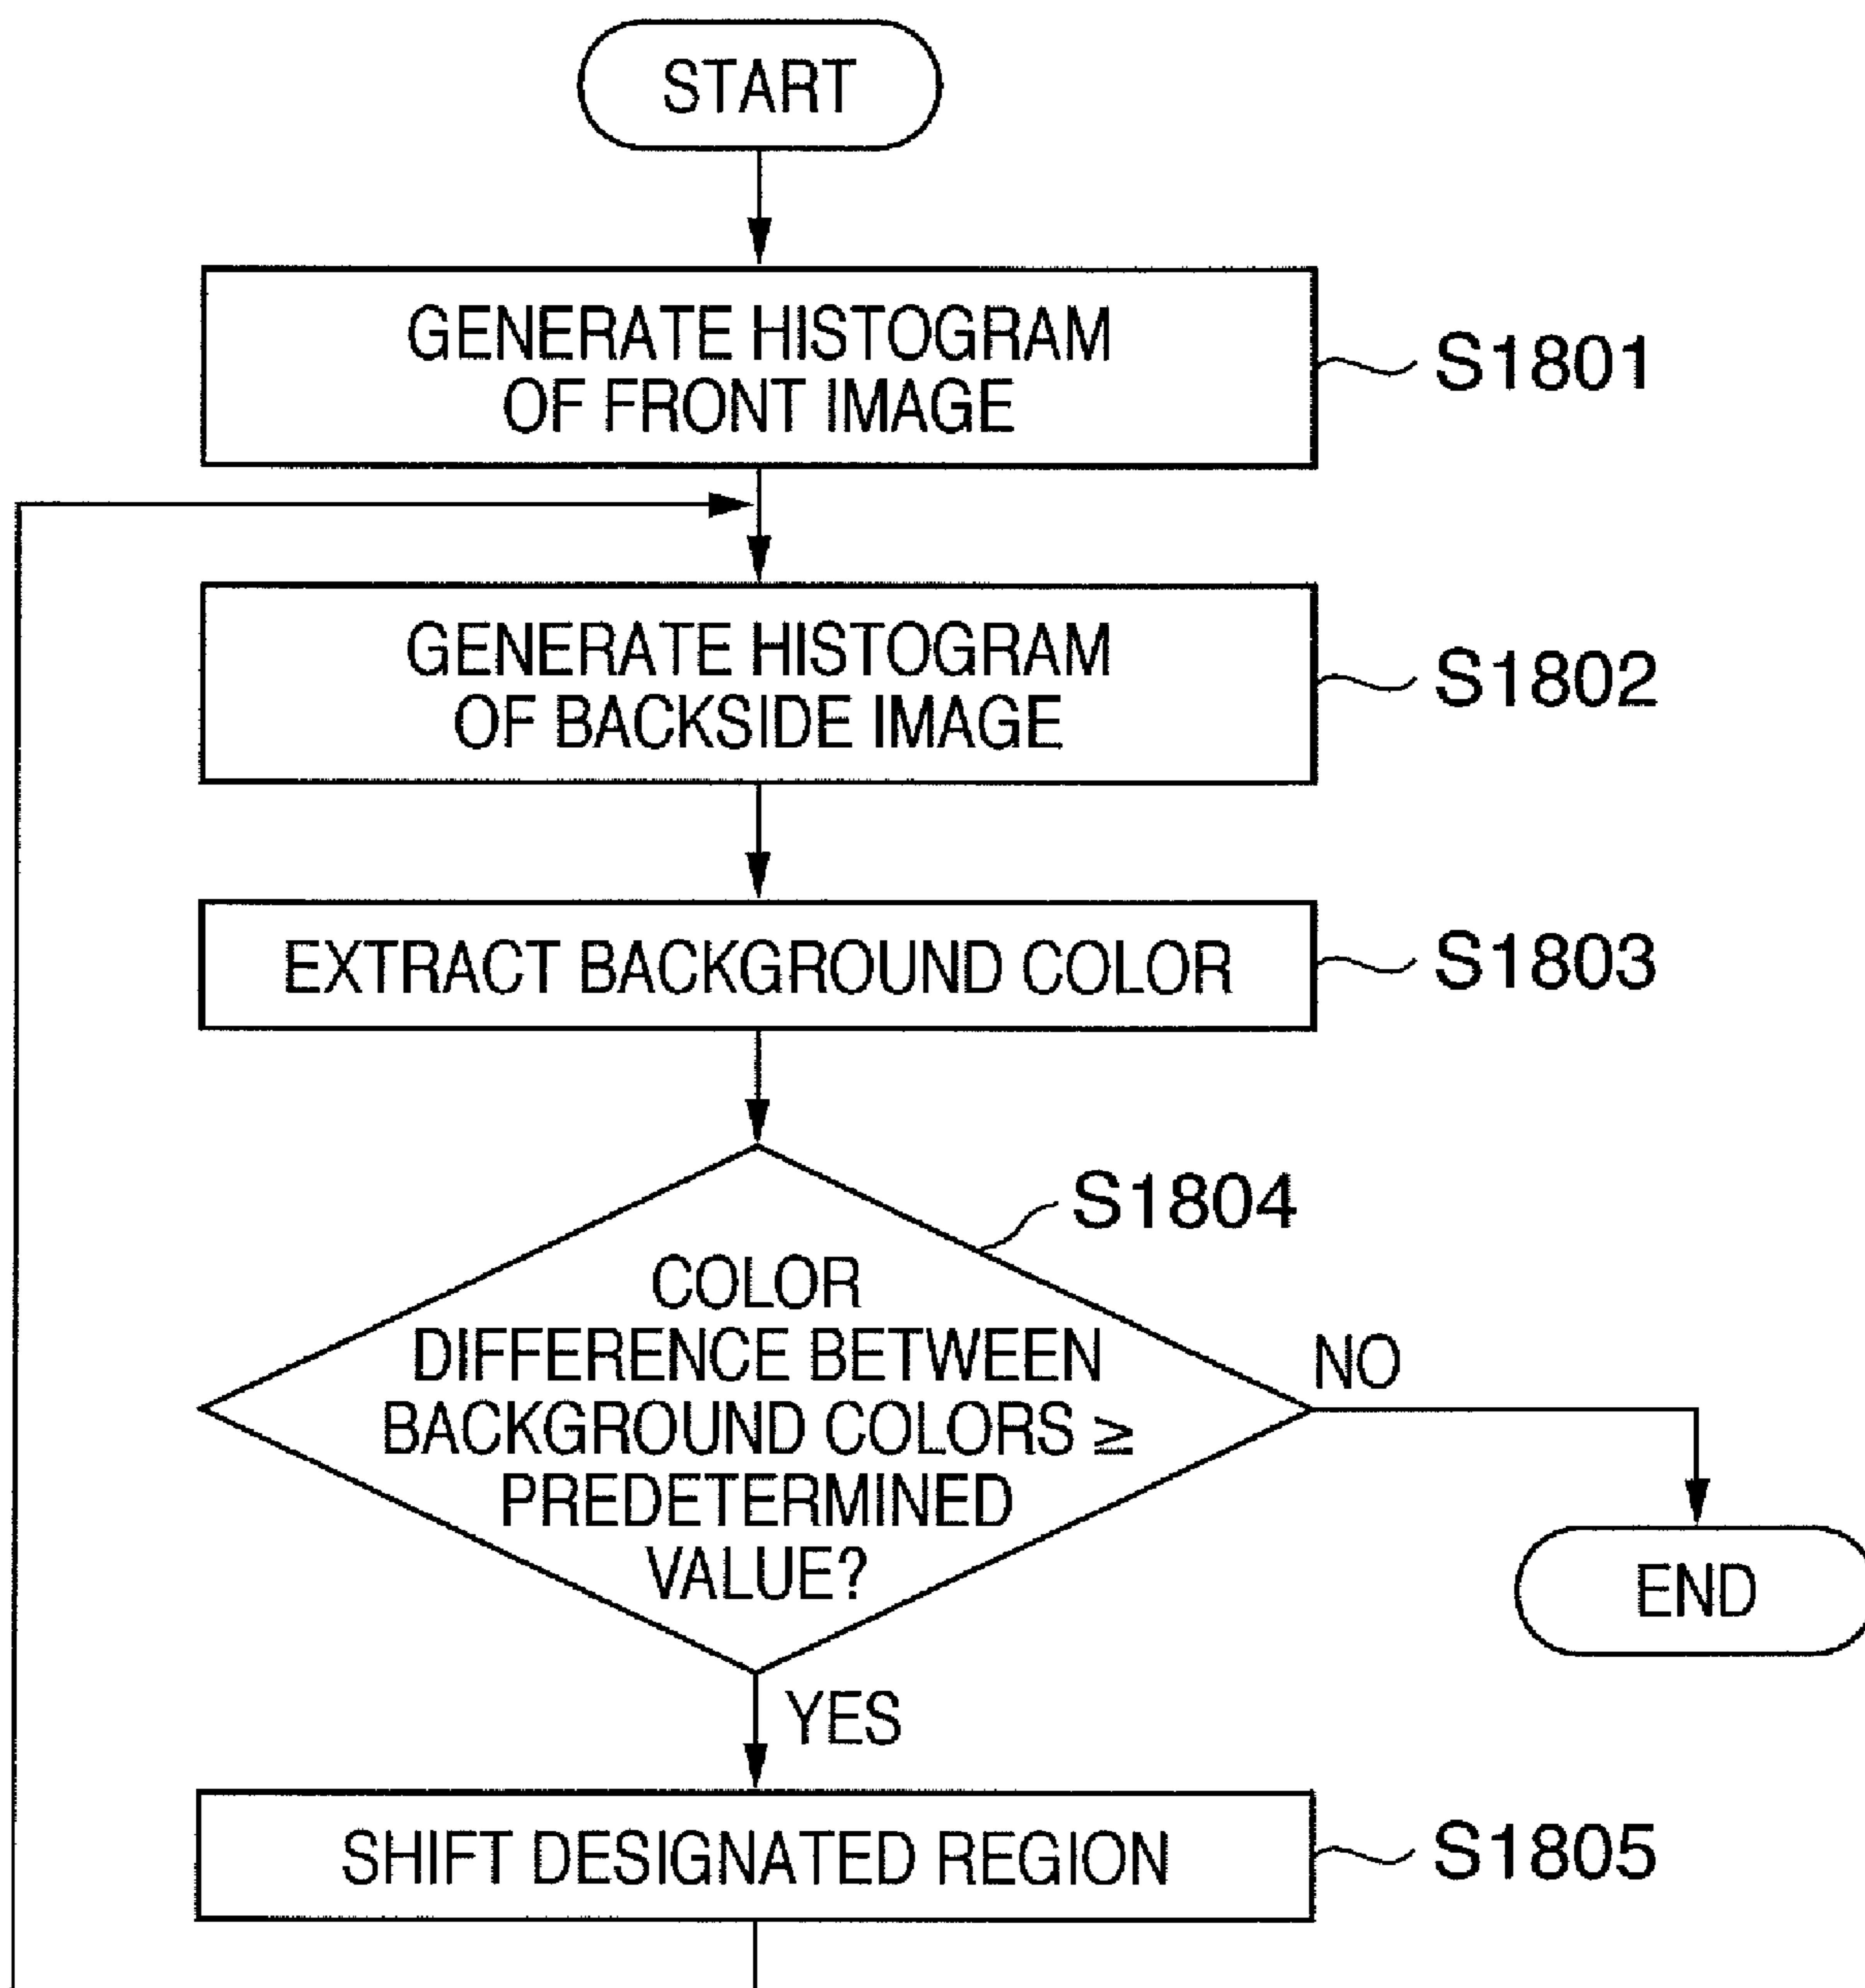 START
GENERATE HISTOGRAM
OF FRONT IMAGE
S1801
GENERATE HISTOGRAM
OF BACKSIDE IMAGE
S1802
EXTRACT BACKGROUND COLOR
S1803
S1804
COLOR
DIFFERENCE BETWEEN
BACKGROUND COLORS ≥
PREDETERMINED
VALUE?
NO
END
YES
SHIFT DESIGNATED REGION
S1805